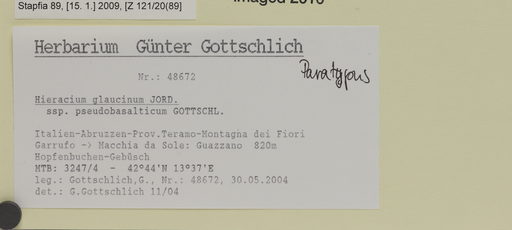 Stapfia 89, [15. 1.] 2009, [Z 121/20(89]
Imaged 2010
Herbarium Günter Gottschlich
Paratypus
Nr.: 48672
Hieracium glaucinum JORD.
ssp. pseudobasalticum GOTTSCHL.
Italien-Abruzzen-Prov.Teramo-Montagna dei Fiori
Garrufo -> Macchia da Sole: Guazzano 820m
Hopfenbuchen-Gebüsch
MTB: 3247/4 - 42°44'N 13°37'E
leg.: Gottschlich,G., Nr.: 48672, 30.05.2004
det.: G.Gottschlich 11/04